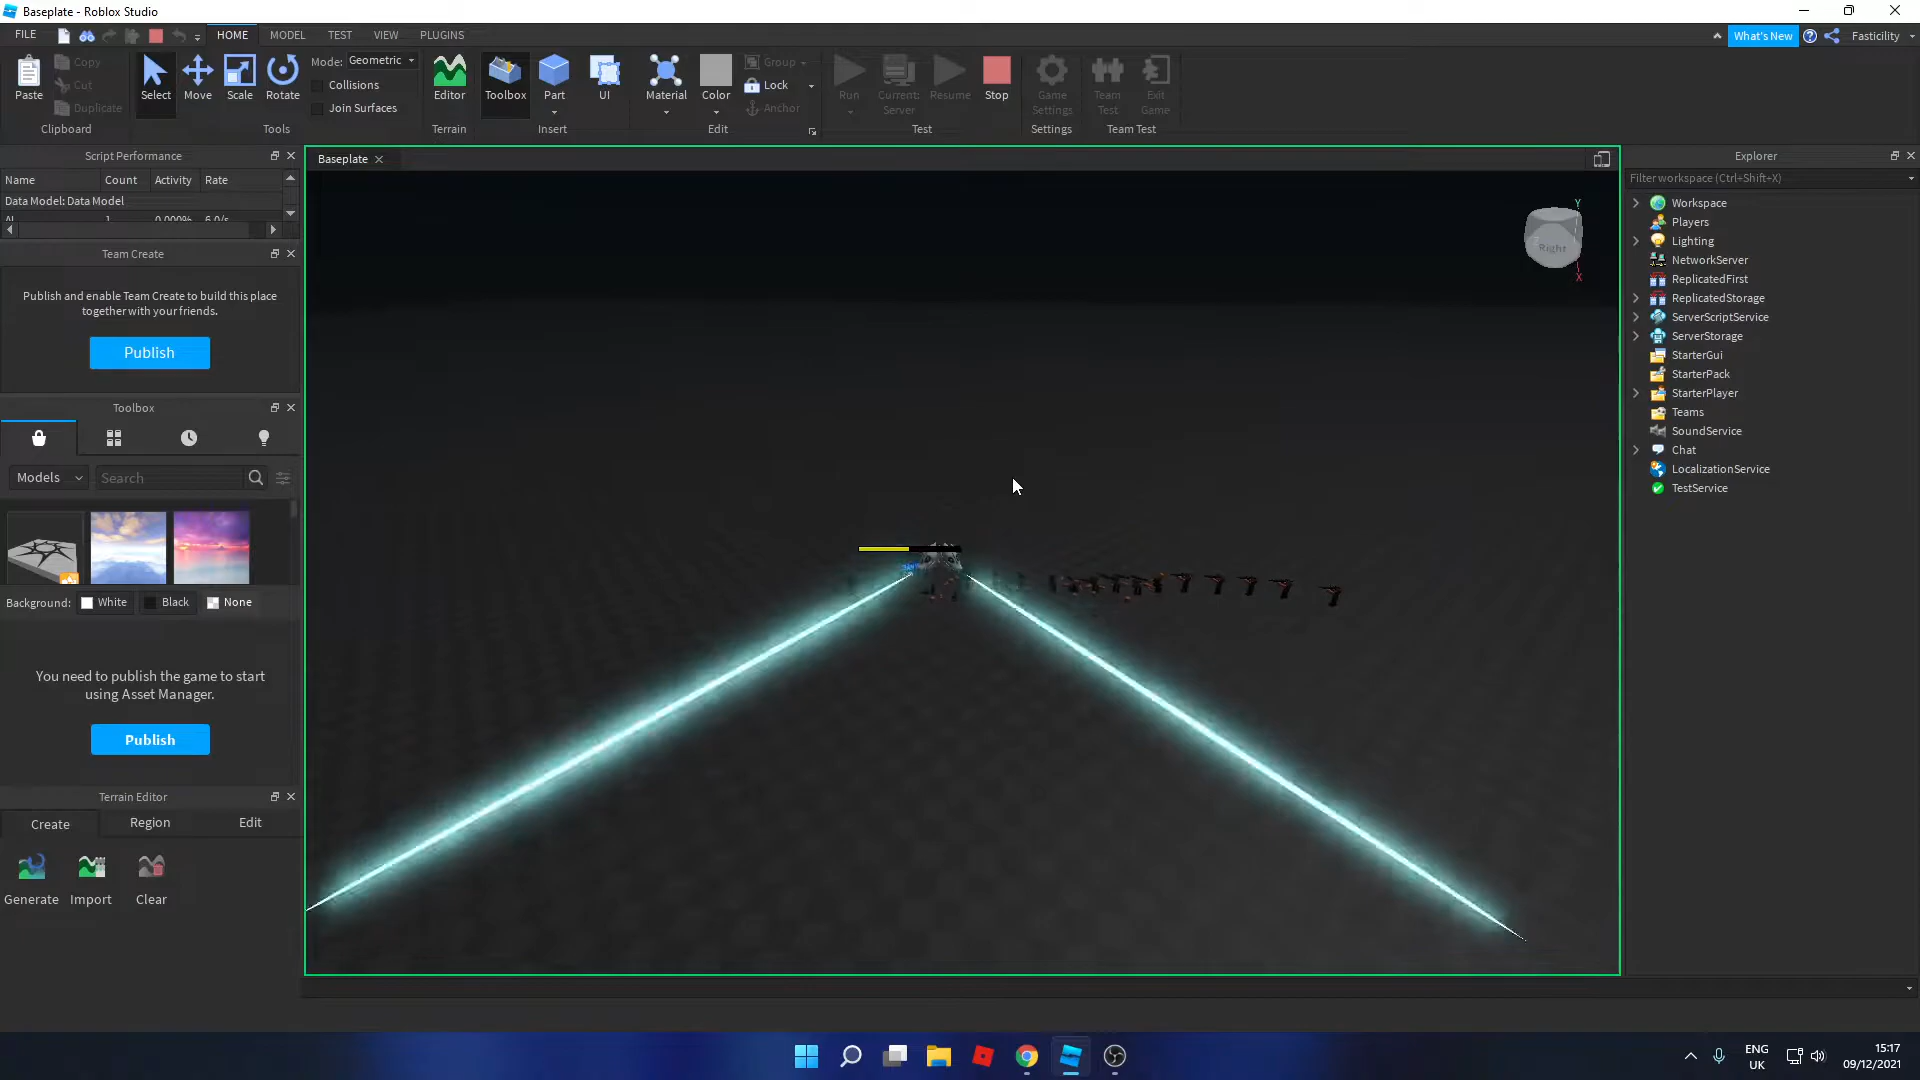 Baseplate - Roblox Studio
FILE HOME MODEL TEST VIEW PLUGINS What's New Fasticility
Paste Copy Cut Duplicate Clipboard
Select Move Scale Rotate Mode: Geometric Collisions Join Surfaces Tools
Editor Terrain
Toolbox Part UI Insert
Material Color Group Lock Anchor Edit
Run Current: Server Resume Stop Test
Game Settings Settings
Team Test Exit Game Team Test
Script Performance
Name Count Activity Rate
Data Model: Data Model
AI 1 0.000% 6.0/s
Team Create
Publish and enable Team Create to build this place
together with your friends.
Publish
Toolbox
Models Search
Background: White Black None
You need to publish the game to start
using Asset Manager.
Publish
Terrain Editor
Create Region Edit
Generate Import Clear
Baseplate
Y
Right
X
Explorer
Filter workspace (Ctrl+Shift+X)
Workspace
Players
Lighting
NetworkServer
ReplicatedFirst
ReplicatedStorage
ServerScriptService
ServerStorage
StarterGui
StarterPack
StarterPlayer
Teams
SoundService
Chat
LocalizationService
TestService
ENG
UK
15:17
09/12/2021